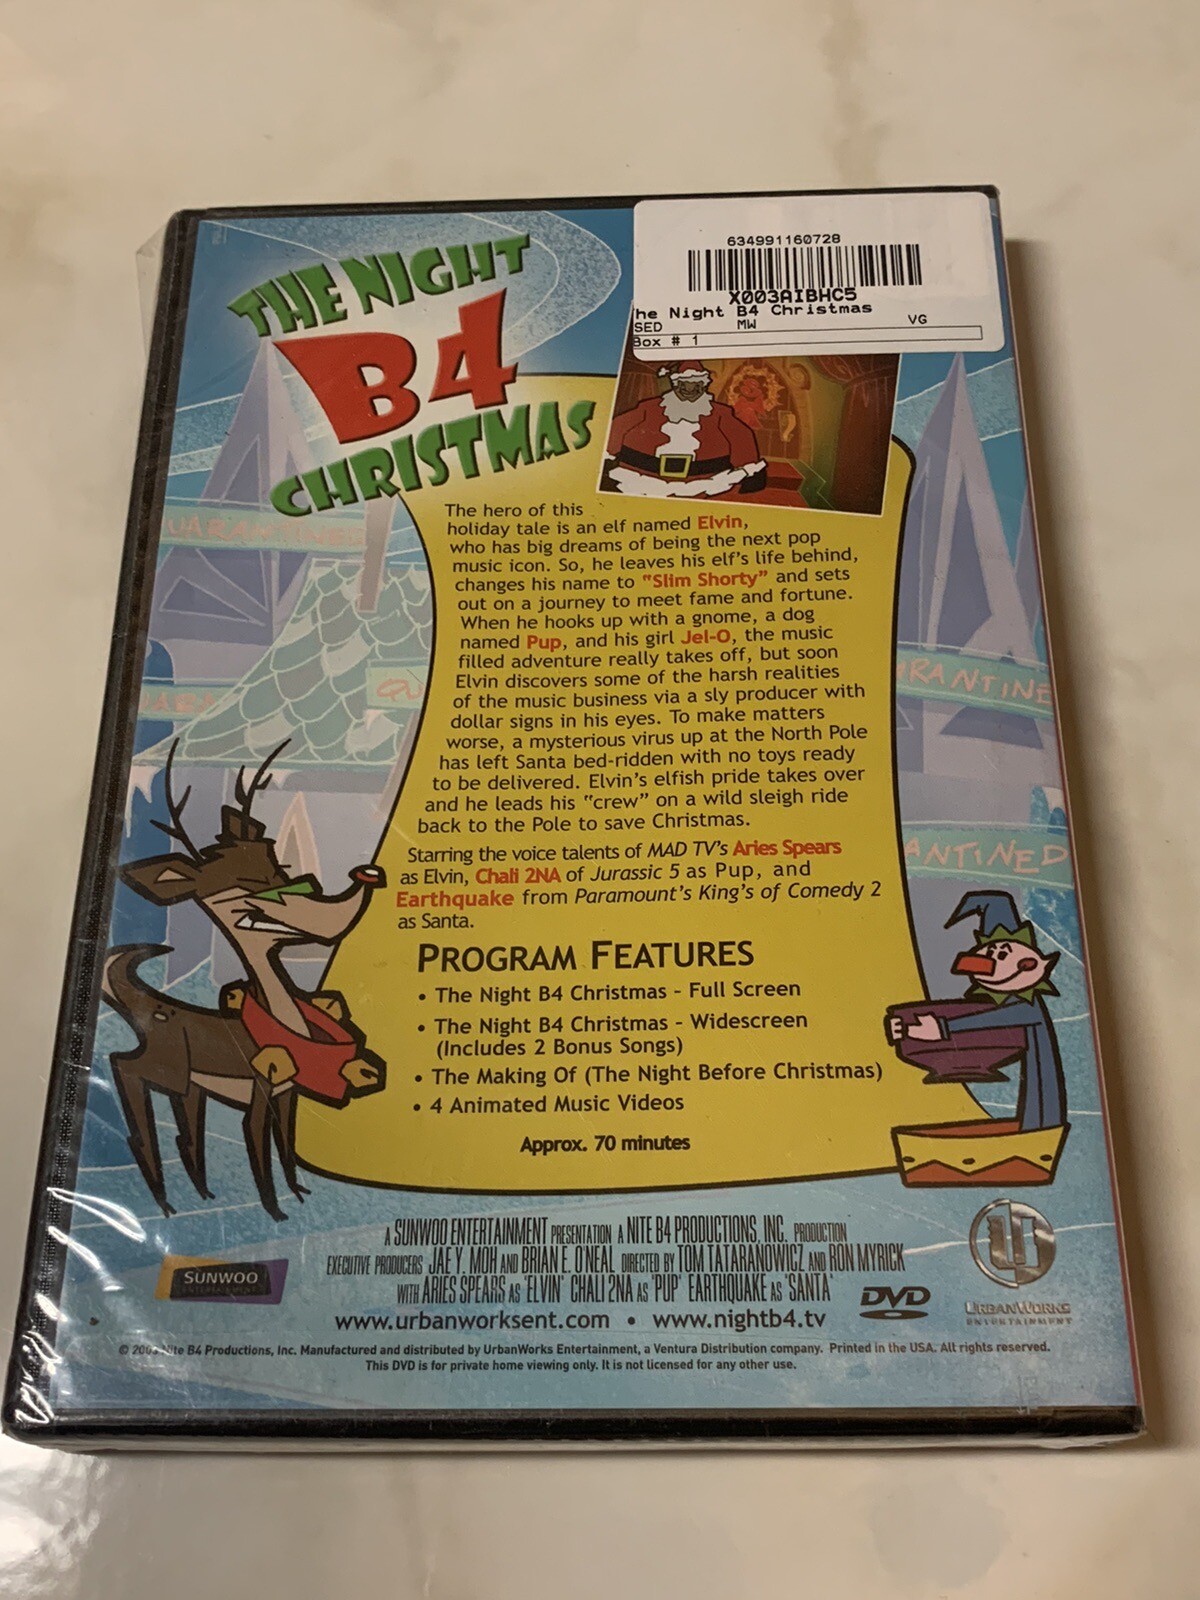 THE NIGHT
B4
CHRISTMAS
634991160728
X003AIBHC5
he Night B4 Christmas
SED MW VG
Box # 1
QUARANTINED
The hero of this
holiday tale is an elf named Elvin,
who has big dreams of being the next pop
music icon. So, he leaves his elf's life behind,
changes his name to "Slim Shorty" and sets
out on a journey to meet fame and fortune.
When he hooks up with a gnome, a dog
named Pup, and his girl Jel-O, the music
filled adventure really takes off, but soon
Elvin discovers some of the harsh realities
of the music business via a sly producer with
dollar signs in his eyes. To make matters
worse, a mysterious virus up at the North Pole
has left Santa bed-ridden with no toys ready
to be delivered. Elvin's elfish pride takes over
and he leads his "crew" on a wild sleigh ride
back to the Pole to save Christmas.
QU
RANTINE
ANTINED
Starring the voice talents of MAD TV's Aries Spears
as Elvin, Chali 2NA of Jurassic 5 as Pup, and
Earthquake from Paramount's King's of Comedy 2
as Santa.
PROGRAM FEATURES
• The Night B4 Christmas - Full Screen
• The Night B4 Christmas - Widescreen
(Includes 2 Bonus Songs)
• The Making Of (The Night Before Christmas)
• 4 Animated Music Videos
Approx. 70 minutes
A SUNWOO ENTERTAINMENT PRESENTATION A NITE B4 PRODUCTIONS, INC. PRODUCTION
EXECUTIVE PRODUCERS JAE Y. MOH AND BRIAN E. O'NEAL DIRECTED BY TOM TATARANOWICZ AND RON MYRICK
WITH ARIES SPEARS AS 'ELVIN' CHALI 2NA AS 'PUP' EARTHQUAKE AS 'SANTA'
SUNWOO
ENTERTAINMENT
DVD
URBANWORKS
ENTERTAINMENT
www.urbanworksent.com • www.nightb4.tv
© Nite B4 Productions, Inc. Manufactured and distributed by UrbanWorks Entertainment, a Ventura Distribution company. Printed in the USA. All rights reserved.
This DVD is for private home viewing only. It is not licensed for any other use.